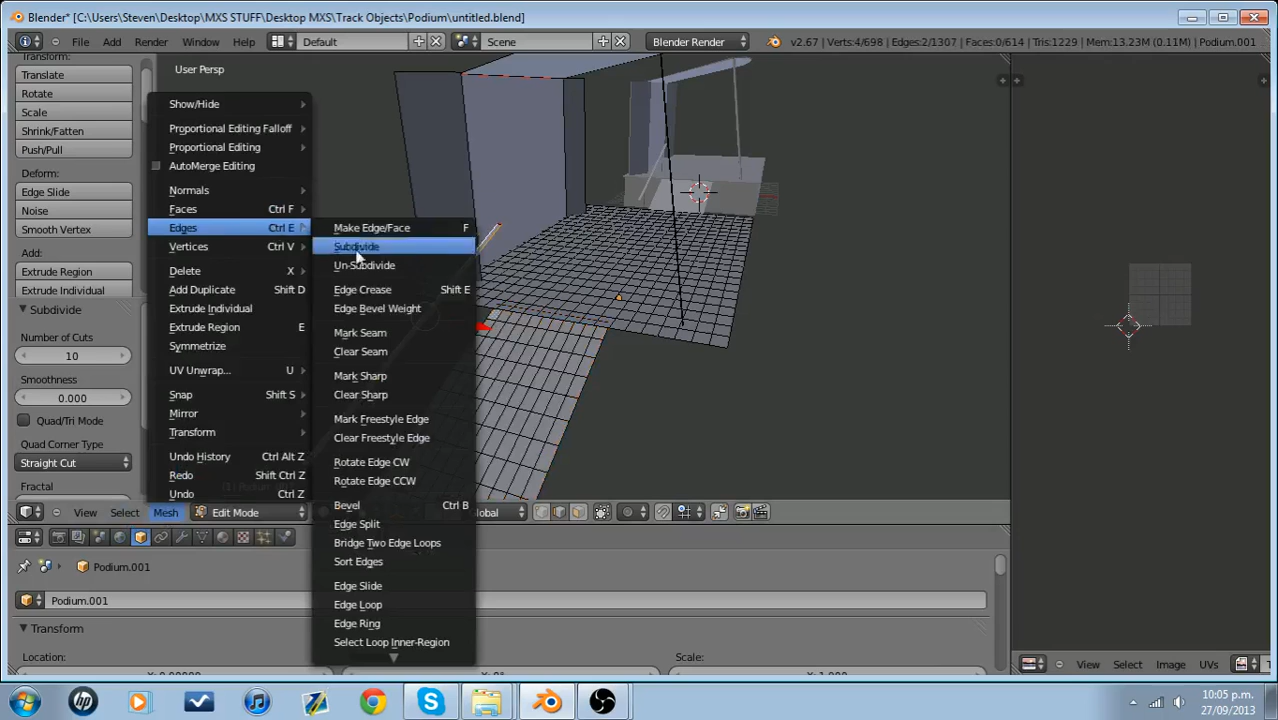 Blender* [C:\Users\Steven\Desktop\MXS STUFF\Desktop MXS\Track Objects\Podium\untitled.blend]
File Add Render Window Help Default Scene Blender Render v2.67 | Verts:4/698 | Edges:2/1307 | Faces:0/614 | Tris:1229 | Mem:13.23M (0.11M) | Podium.001
Transform:
Translate
Rotate
Scale
Shrink/Fatten
Push/Pull
Deform:
Edge Slide
Noise
Smooth Vertex
Add:
Extrude Region
Extrude Individual
Subdivide
Number of Cuts
10
Smoothness
0.000
Quad/Tri Mode
Quad Corner Type
Straight Cut
Fractal
User Persp
Show/Hide
Proportional Editing Falloff
Proportional Editing
AutoMerge Editing
Normals
Faces Ctrl F
Edges Ctrl E
Vertices Ctrl V
Delete X
Add Duplicate Shift D
Extrude Individual
Extrude Region E
Symmetrize
UV Unwrap... U
Snap Shift S
Mirror
Transform
Undo History Ctrl Alt Z
Redo Shift Ctrl Z
Undo Ctrl Z
Make Edge/Face F
Subdivide
Un-Subdivide
Edge Crease Shift E
Edge Bevel Weight
Mark Seam
Clear Seam
Mark Sharp
Clear Sharp
Mark Freestyle Edge
Clear Freestyle Edge
Rotate Edge CW
Rotate Edge CCW
Bevel Ctrl B
Edge Split
Bridge Two Edge Loops
Sort Edges
Edge Slide
Edge Loop
Edge Ring
Select Loop Inner-Region
View Select Mesh Edit Mode lobal
Podium.001
Podium.001
Transform
Location: Scale:
View Select Image UVs
10:05 p.m.
27/09/2013